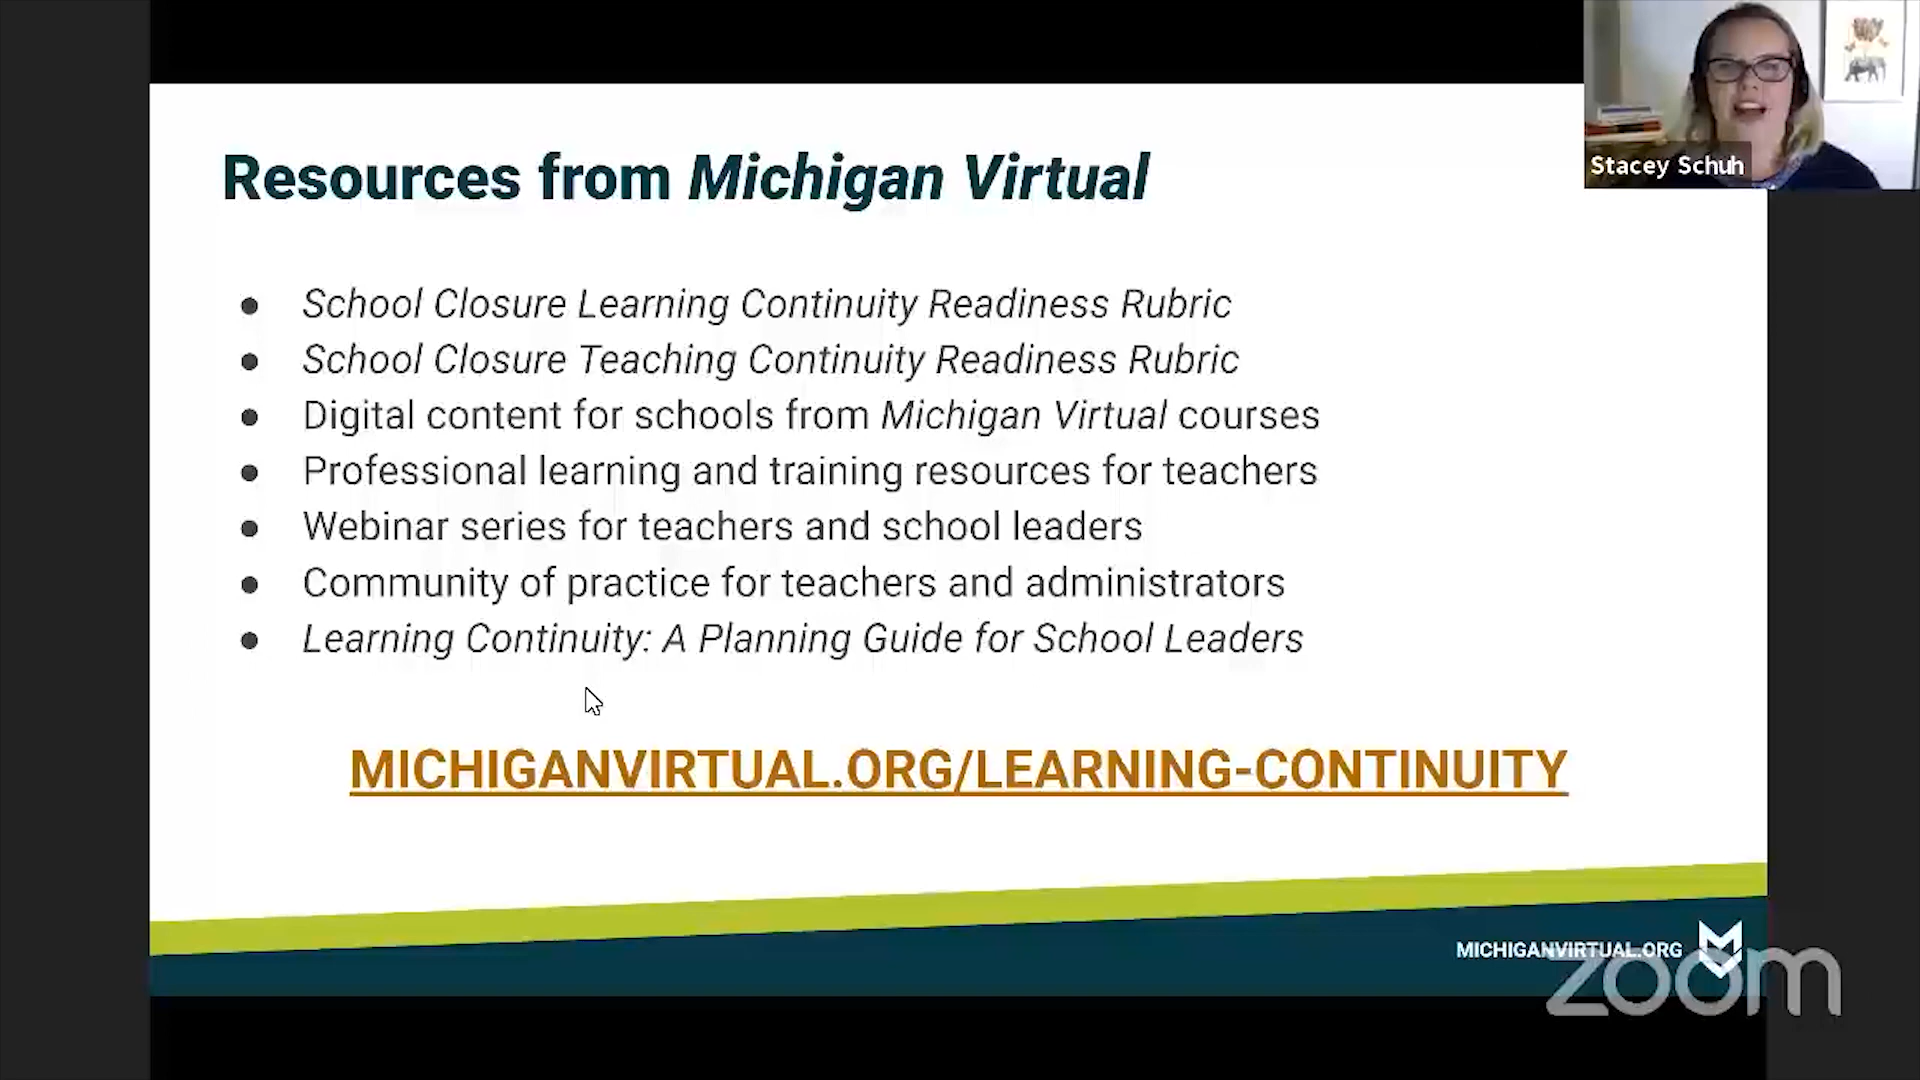 Stacey Schuh
Resources from Michigan Virtual
● School Closure Learning Continuity Readiness Rubric
● School Closure Teaching Continuity Readiness Rubric
● Digital content for schools from Michigan Virtual courses
● Professional learning and training resources for teachers
● Webinar series for teachers and school leaders
● Community of practice for teachers and administrators
● Learning Continuity: A Planning Guide for School Leaders
MICHIGANVIRTUAL.ORG/LEARNING-CONTINUITY
MICHIGANVIRTUAL.ORG
zoom